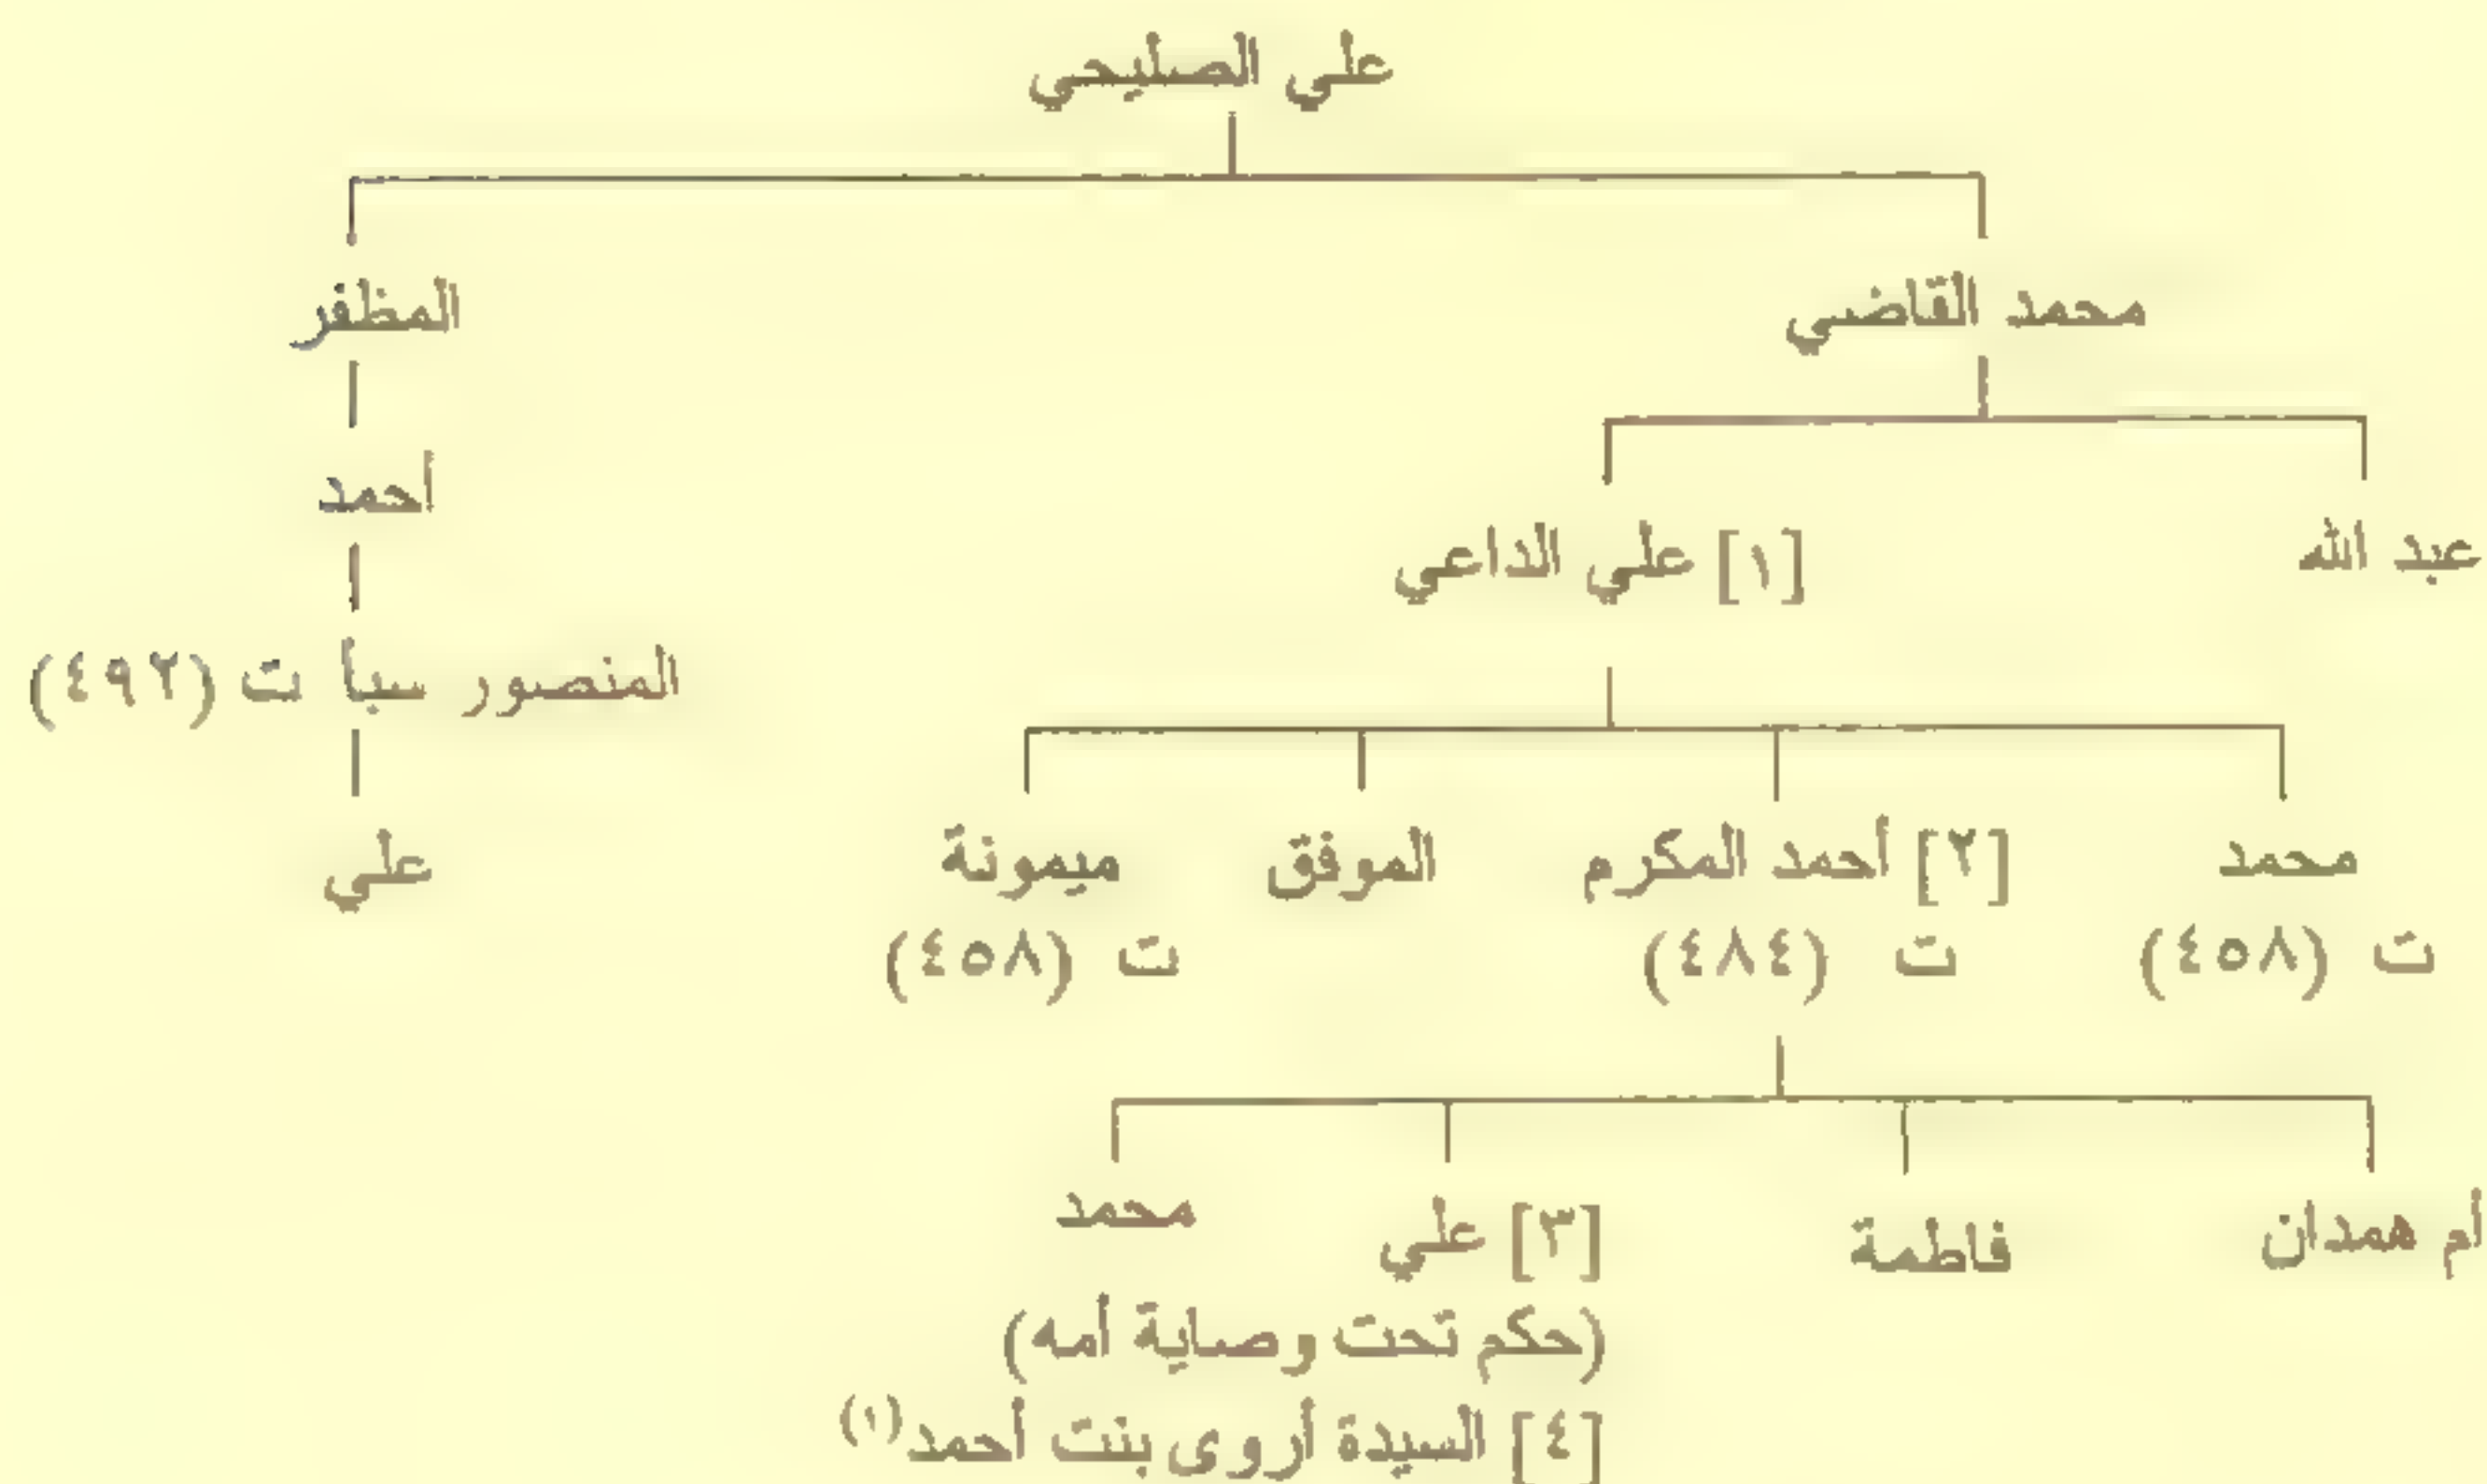 علي الصليحي
محمد القاضي
المظفر
أحمد
عبد الله
[١] علي الداعي
المنصور سبأ ت (٤٩٢)
محمد
[٢] أحمد المكرم
الموفق
ميمونة
علي
ت (٤٥٨)
ت (٤٨٤)
ت (٤٥٨)
أم همدان
فاطمة
[٣] علي
محمد
(حكم تحت وصاية أمه)
[٤] السيدة أروى بنت أحمد(١)